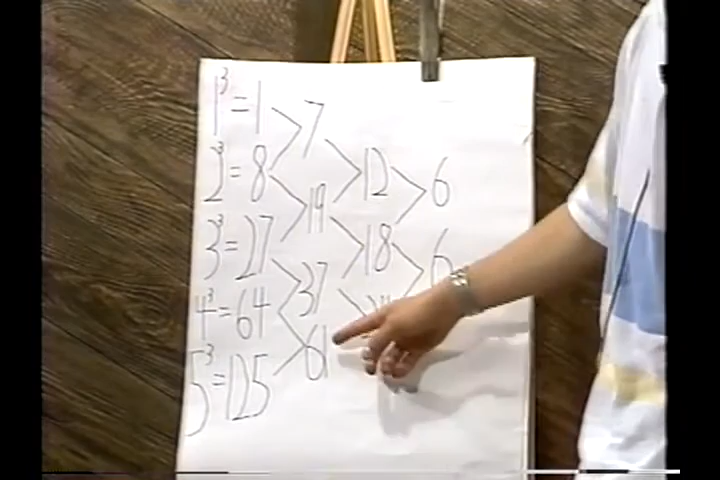 1³ = 1
7
2³ = 8
12
19
6
3³ = 27
18
37
6
4³ = 64
61
5³ = 125